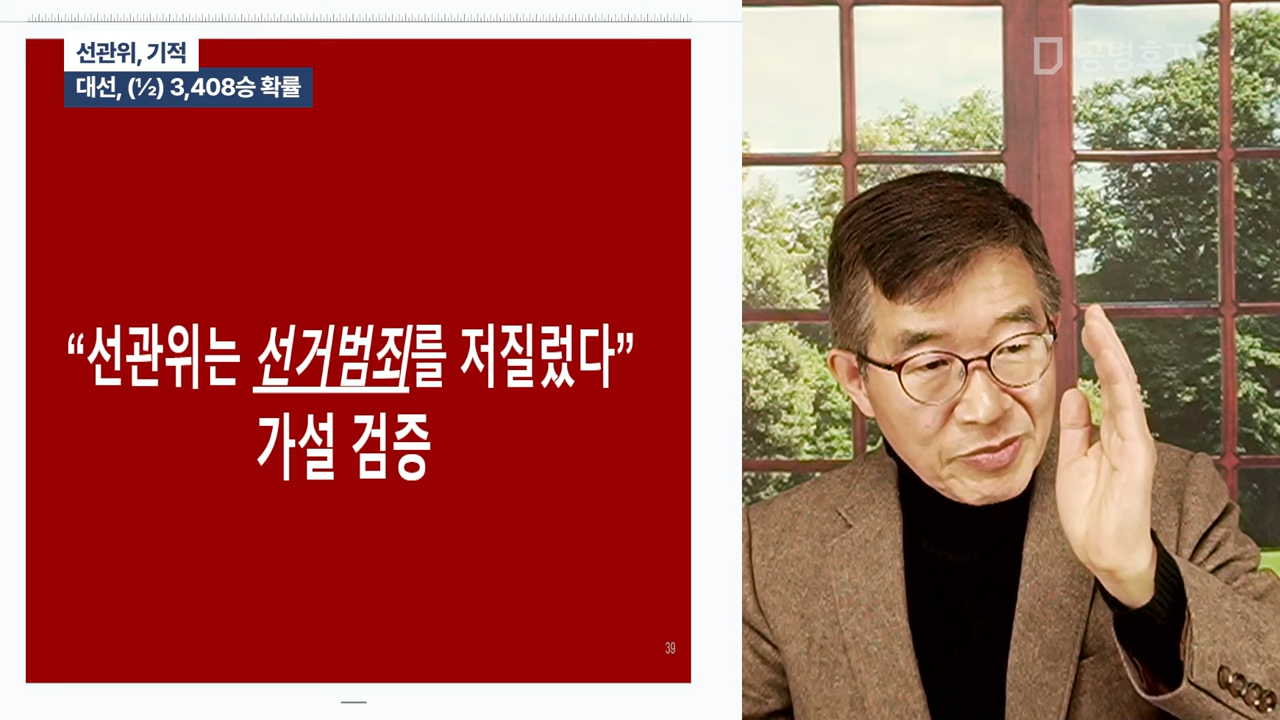 선관위, 기적
대선, (½) 3,408승 확률
공병호TV
“선관위는 선거범죄를 저질렀다”
가설 검증
39